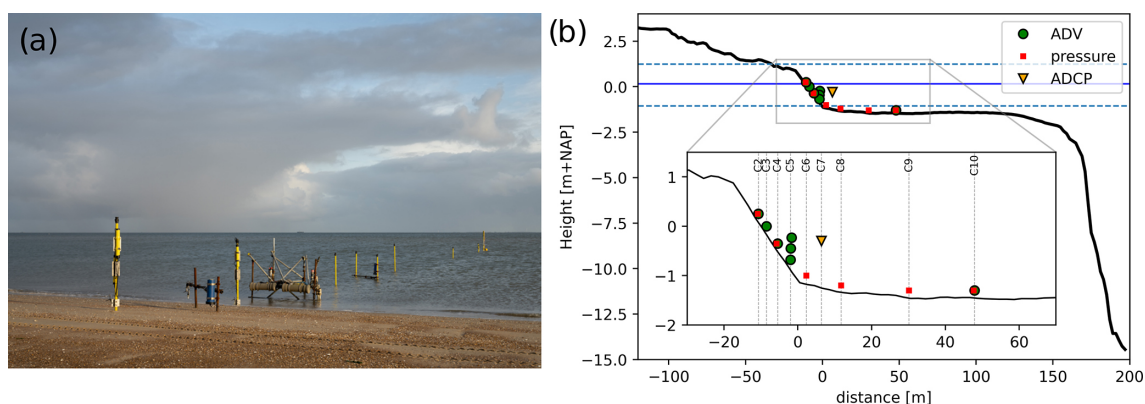 (a)
(b)
2.5
0.0
−2.5
−5.0
−7.5
−10.0
−12.5
−15.0
Height [m+NAP]
ADV
pressure
ADCP
C2
C3
C4
C5
C6
C7
C8
C9
C10
1
0
−1
−2
−20
0
20
40
60
−100
−50
0
50
100
150
200
distance [m]